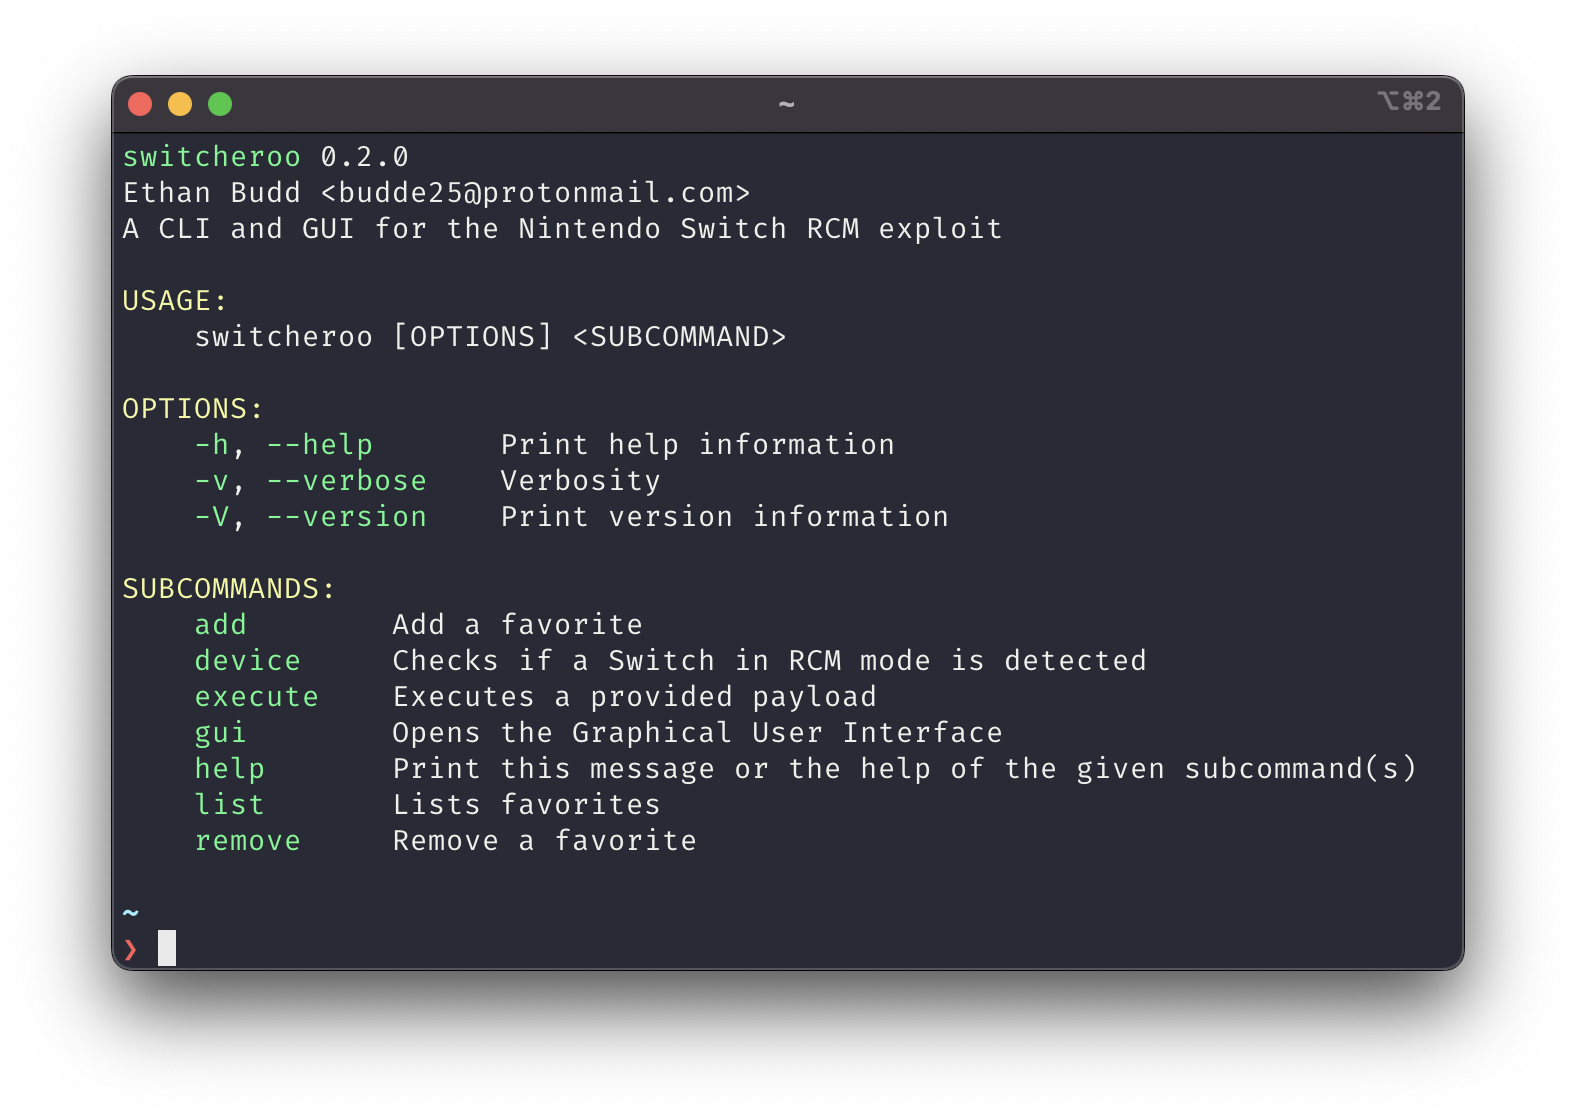 ~ ⌥⌘2
switcheroo 0.2.0
Ethan Budd <budde25@protonmail.com>
A CLI and GUI for the Nintendo Switch RCM exploit

USAGE:
    switcheroo [OPTIONS] <SUBCOMMAND>

OPTIONS:
    -h, --help       Print help information
    -v, --verbose    Verbosity
    -V, --version    Print version information

SUBCOMMANDS:
    add        Add a favorite
    device     Checks if a Switch in RCM mode is detected
    execute    Executes a provided payload
    gui        Opens the Graphical User Interface
    help       Print this message or the help of the given subcommand(s)
    list       Lists favorites
    remove     Remove a favorite

~
❯